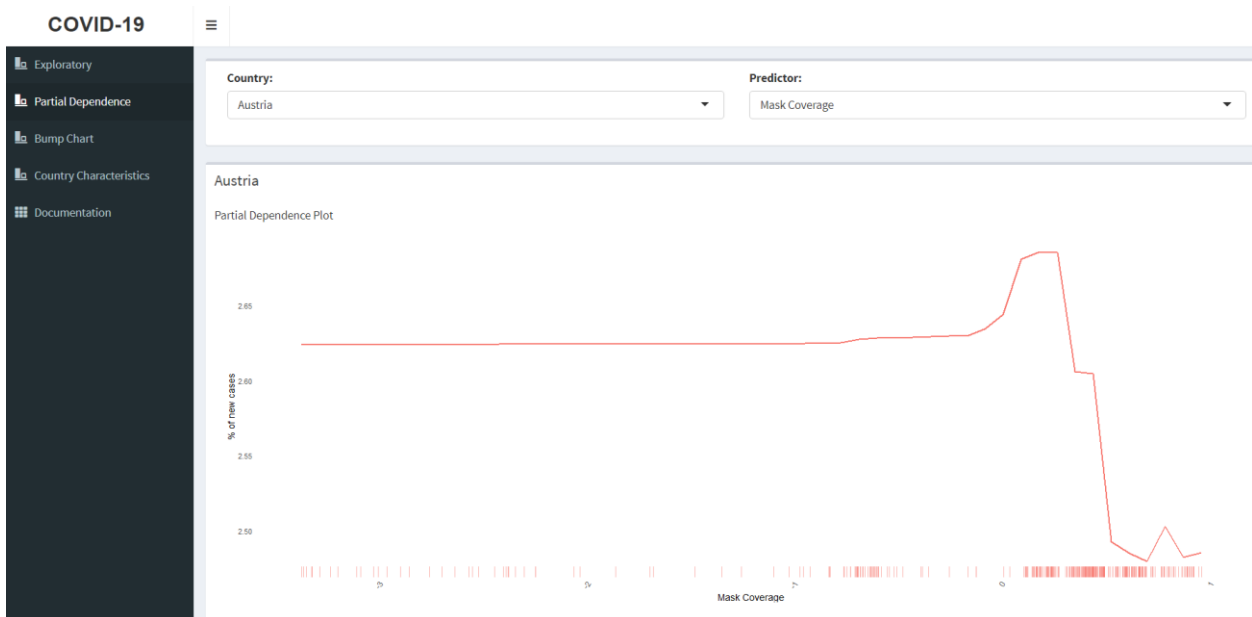 COVID-19
Exploratory
Partial Dependence
Bump Chart
Country Characteristics
Documentation
Country:
Austria
Predictor:
Mask Coverage
Austria
Partial Dependence Plot
% of new cases
2.65
2.60
2.55
2.50
-3
-2
-1
0
1
Mask Coverage